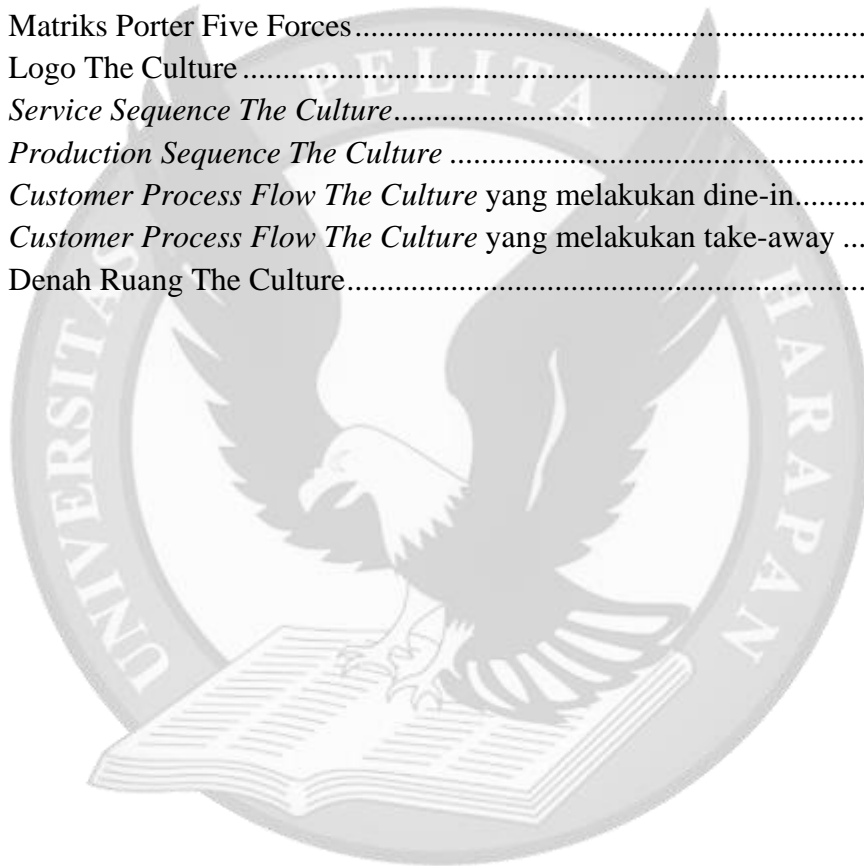 Matriks Porter Five Forces.....................................................................
Logo The Culture....................................................................................
Service Sequence The Culture................................................................
Production Sequence The Culture .........................................................
Customer Process Flow The Culture yang melakukan dine-in.........
Customer Process Flow The Culture yang melakukan take-away ...
Denah Ruang The Culture......................................................................
UNIVERSITAS PELITA HARAPAN